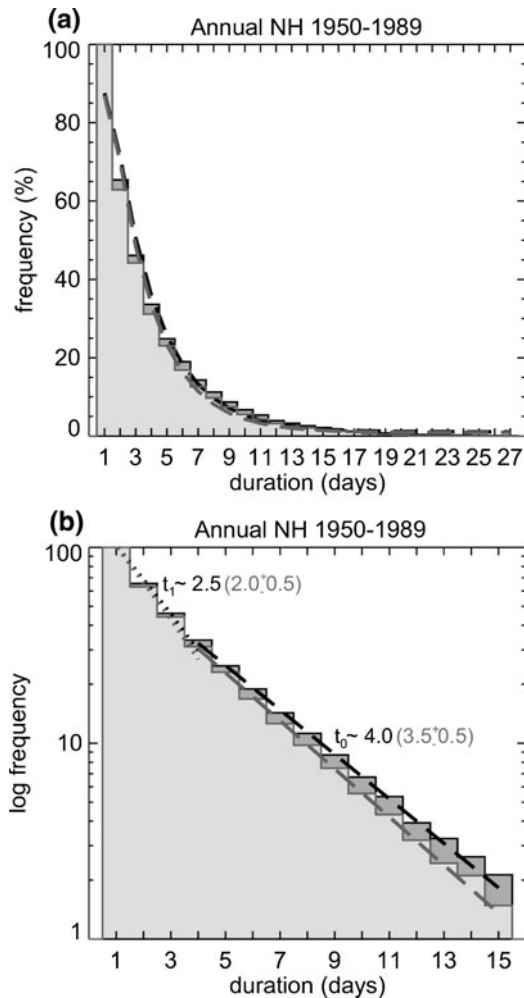 (a)
Annual NH 1950-1989
100
80
60
40
20
0
frequency (%)
1 3 5 7 9 11 13 15 17 19 21 23 25 27
duration (days)
(b)
Annual NH 1950-1989
100
10
1
log frequency
t1~ 2.5 (2.0±0.5)
t0~ 4.0 (3.5±0.5)
1 3 5 7 9 11 13 15
duration (days)